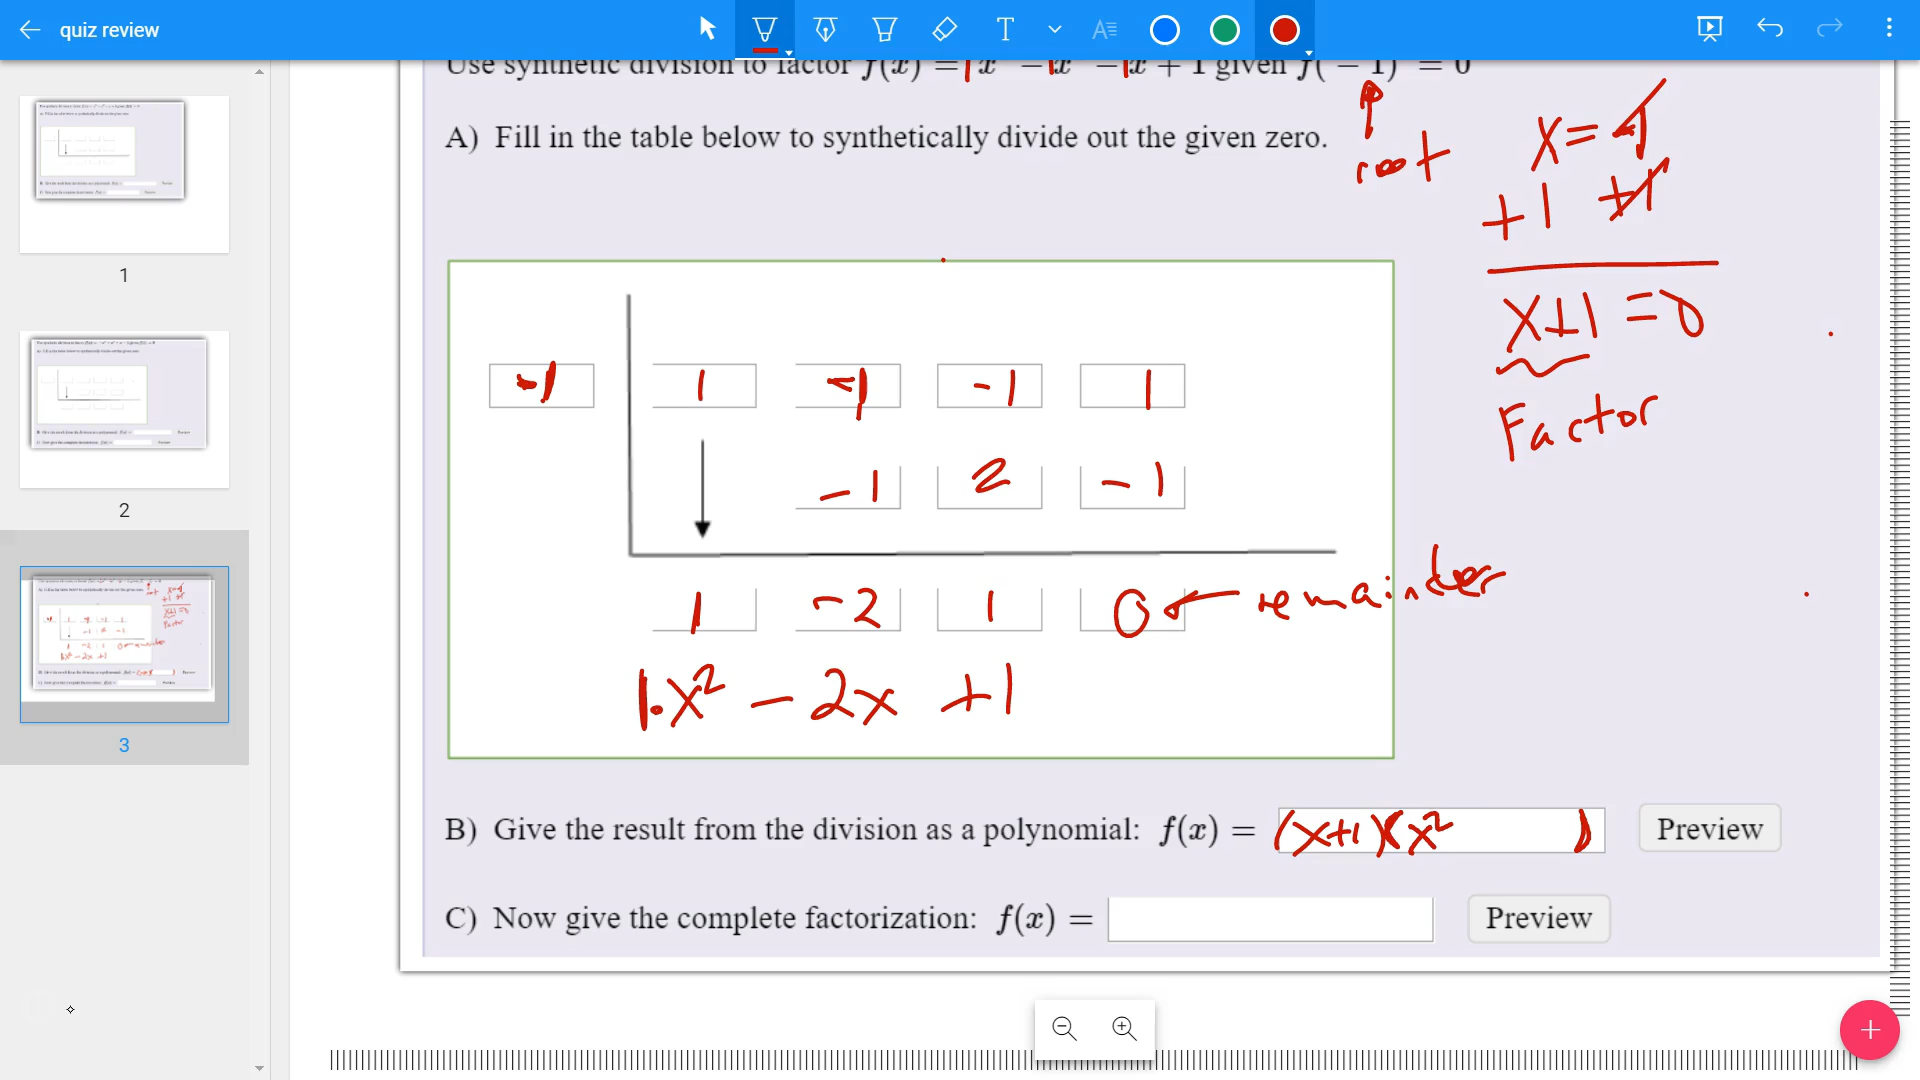 quiz review
Use synthetic division to factor f(x) = 1x - 1x - 1x + 1 given f( - 1) = 0
A) Fill in the table below to synthetically divide out the given zero.
root
x = -1
+1 +1
x+1 = 0
Factor
-1 1 -1 -1 1
-1 2 -1
1 -2 1 0 ← remainder
1·x² - 2x +1
B) Give the result from the division as a polynomial: f(x) = (x+1)(x² ) Preview
C) Now give the complete factorization: f(x) = Preview
1
2
3